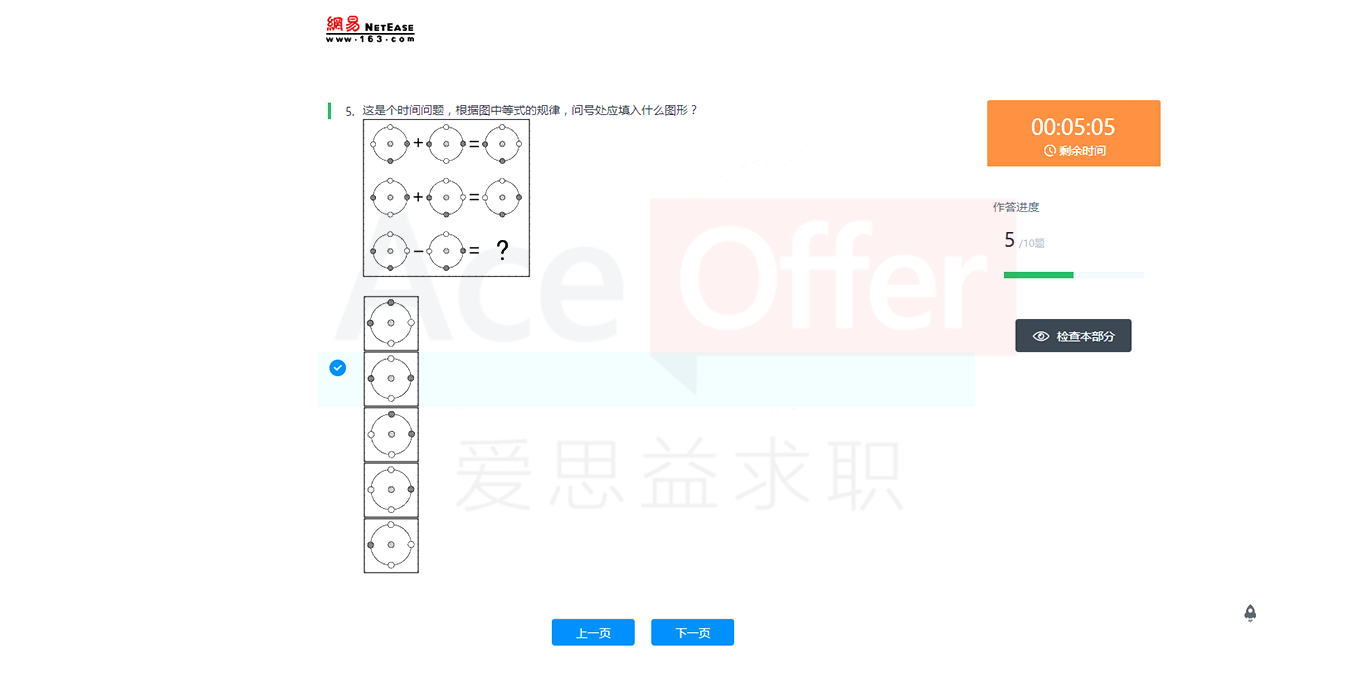 網易 NETEASE
www.163.com
5. 这是个时间问题，根据图中等式的规律，问号处应填入什么图形？
+ =
+ =
- = ?
00:05:05
剩余时间
作答进度
5 /10题
检查本部分
Ace Offer
爱思益求职
上一页 下一页